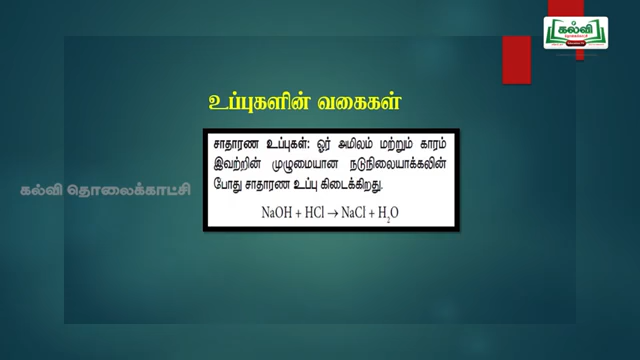 கல்வி
தொலைக்காட்சி
உப்புகளின் வகைகள்
சாதாரண உப்புகள்: ஓர் அமிலம் மற்றும் காரம்
இவற்றின் முழுமையான நடுநிலையாக்கலின்
போது சாதாரண உப்பு கிடைக்கிறது.
கல்வி தொலைக்காட்சி
NaOH + HCl → NaCl + H₂O